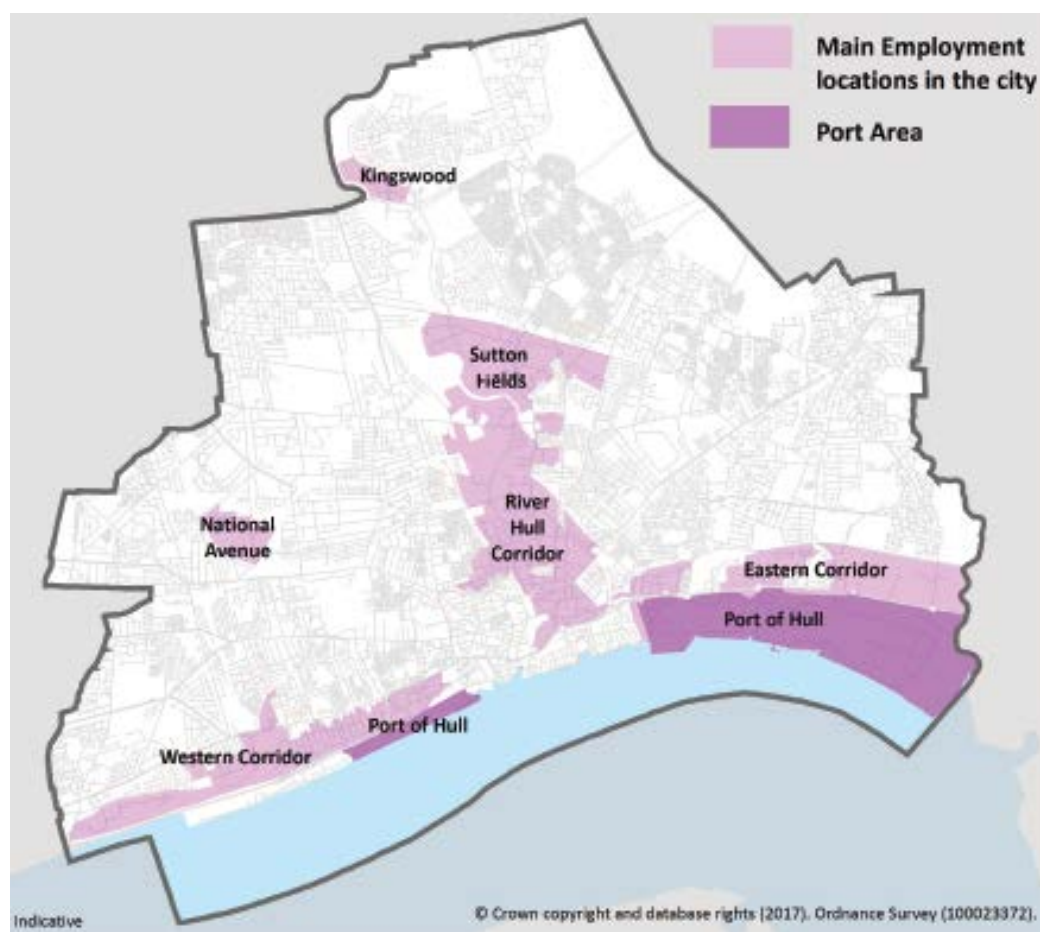 Main Employment
locations in the city
Port Area
Kingswood
Sutton
Fields
River
Hull
Corridor
National
Avenue
Eastern Corridor
Port of Hull
Port of Hull
Western Corridor
Indicative
© Crown copyright and database rights (2017). Ordnance Survey (100023372).